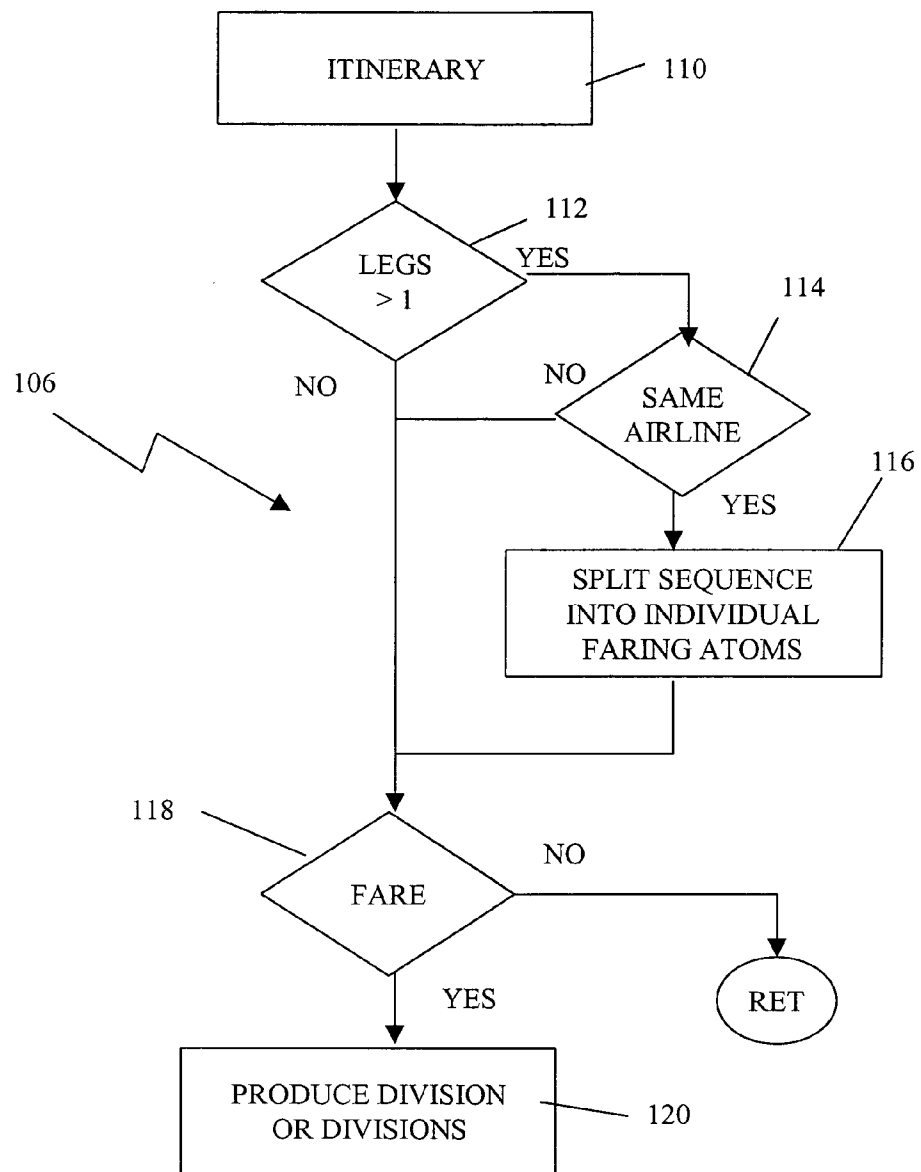 ITINERARY
110
112
LEGS
> 1
YES
114
NO
NO
SAME
AIRLINE
106
116
YES
SPLIT SEQUENCE
INTO INDIVIDUAL
FARING ATOMS
118
NO
FARE
YES
RET
PRODUCE DIVISION
OR DIVISIONS
120